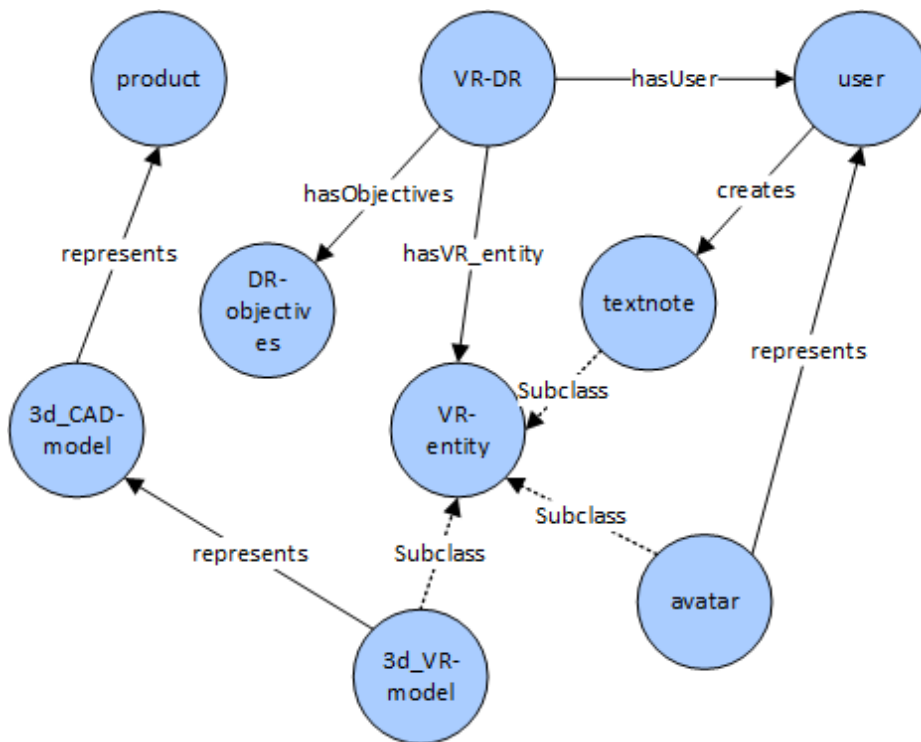 product
VR-DR
hasUser
user
hasObjectives
creates
represents
hasVR_entity
DR-
objectiv
es
textnote
represents
Subclass
3d_CAD-
model
VR-
entity
Subclass
represents
Subclass
avatar
3d_VR-
model